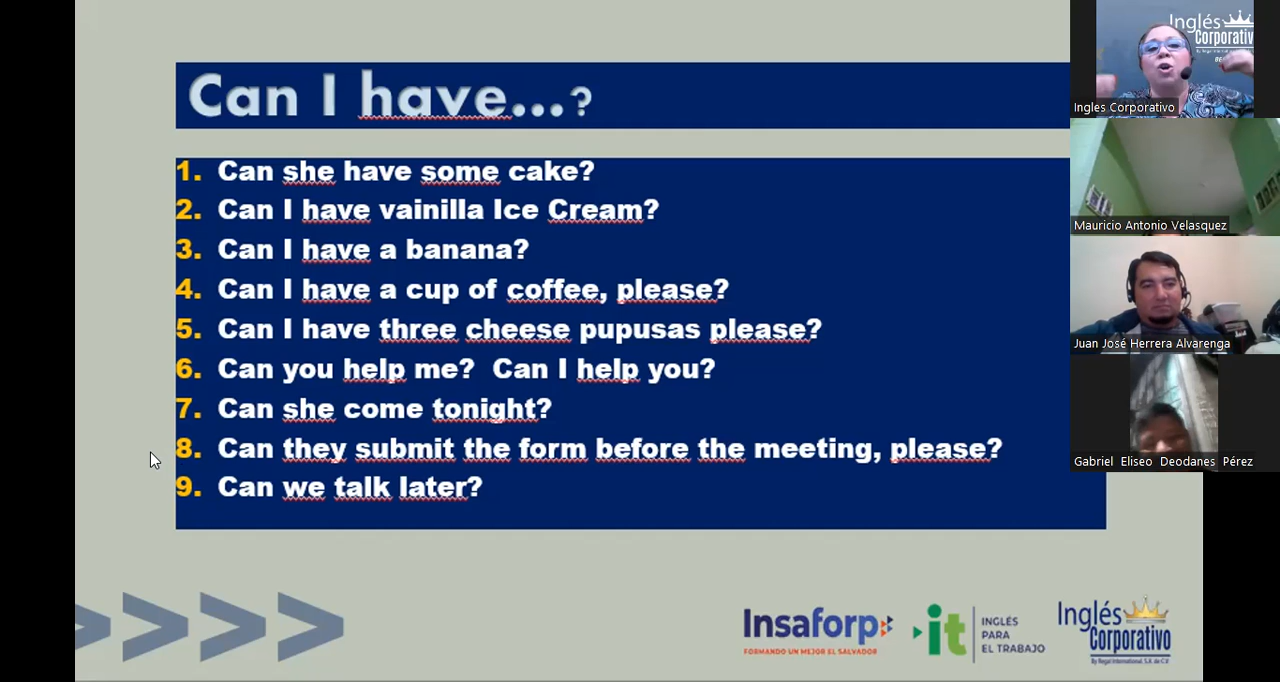 Can I have...?
1. Can she have some cake?
2. Can I have vainilla Ice Cream?
3. Can I have a banana?
4. Can I have a cup of coffee, please?
5. Can I have three cheese pupusas please?
6. Can you help me?  Can I help you?
7. Can she come tonight?
8. Can they submit the form before the meeting, please?
9. Can we talk later?
Inglés
Corporativo
Ingles Corporativo
Mauricio Antonio Velasquez
Juan José Herrera Alvarenga
Gabriel Eliseo Deodanes Pérez
Insaforp
FORMANDO UN MEJOR EL SALVADOR
it
INGLÉS
PARA
EL TRABAJO
Inglés
Corporativo
By Regal International, S.A. de C.V